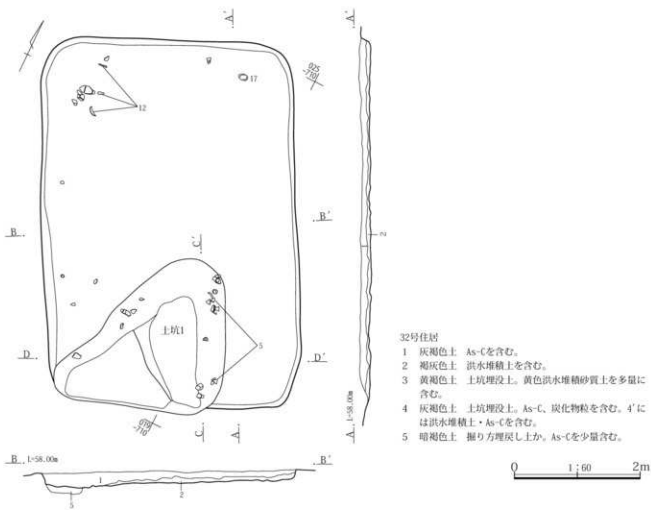 A'
A'
025
-710
17
12
B
B'
C'
2
土坑1
5
D
D'
019
-710
C
A
A L=58.00m
B L=58.00m
B'
1
2
5
32号住居
1 灰褐色土 As-Cを含む。
2 褐灰色土 洪水堆積土を含む。
3 黄褐色土 土坑埋没土。黄色洪水堆積砂質土を多量に
含む。
4 灰褐色土 土坑埋没土。As-C、炭化物粒を含む。4'に
は洪水堆積土・As-Cを含む。
5 暗褐色土 掘り方埋戻し土か。As-Cを少量含む。
0 1:60 2m